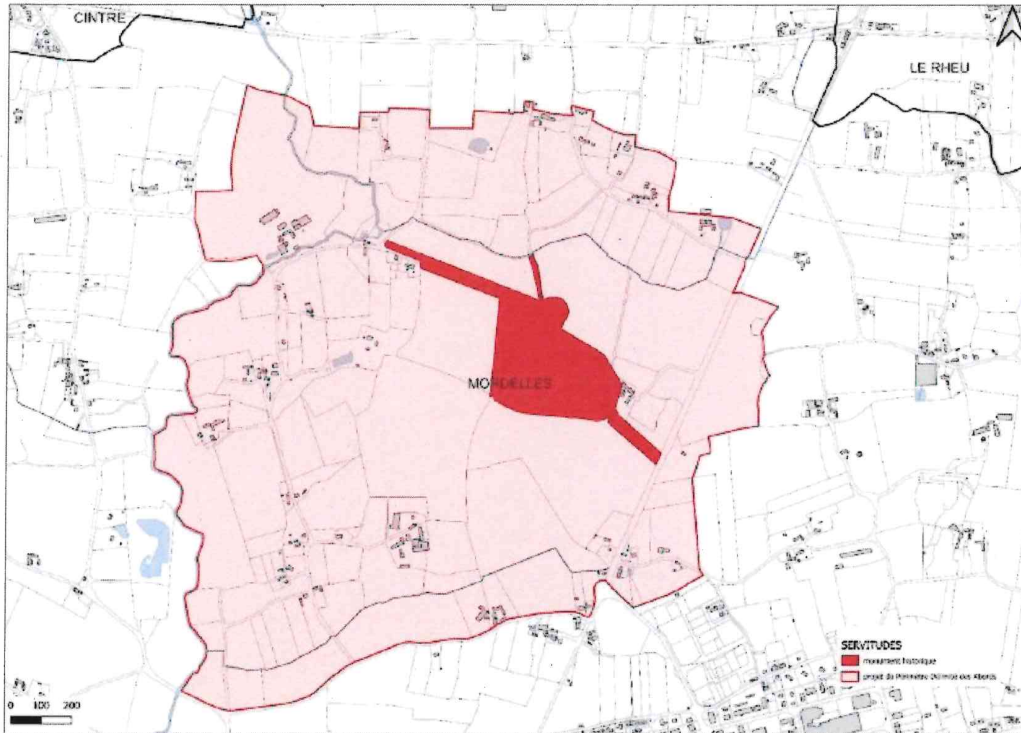 CINTRE
LE RHEU
MORDELLES
SERVITUDES
monument historique
projet de Périmètre Délimité des Abords
0 100 200